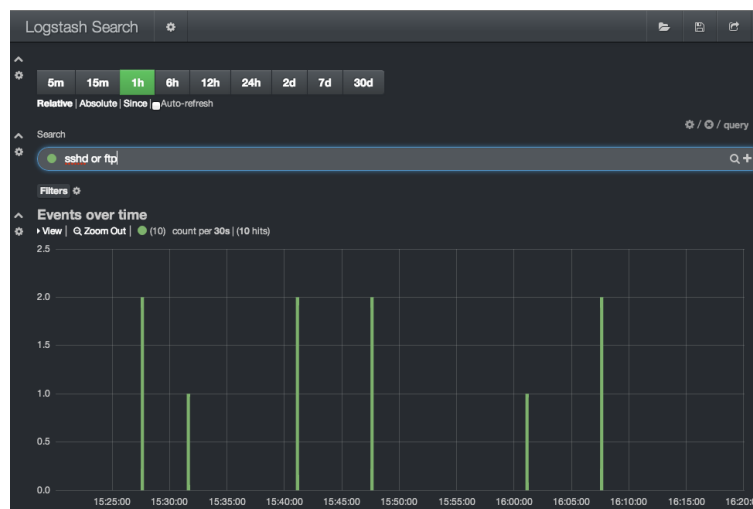 Logstash Search
5m 15m 1h 6h 12h 24h 2d 7d 30d
Relative | Absolute | Since | Auto-refresh
/ / query
Search
sshd or ftp
Filters
Events over time
View | Zoom Out | (10) count per 30s | (10 hits)
2.5
2.0
1.5
1.0
0.5
0.0
15:25:00 15:30:00 15:35:00 15:40:00 15:45:00 15:50:00 15:55:00 16:00:00 16:05:00 16:10:00 16:15:00 16:20: